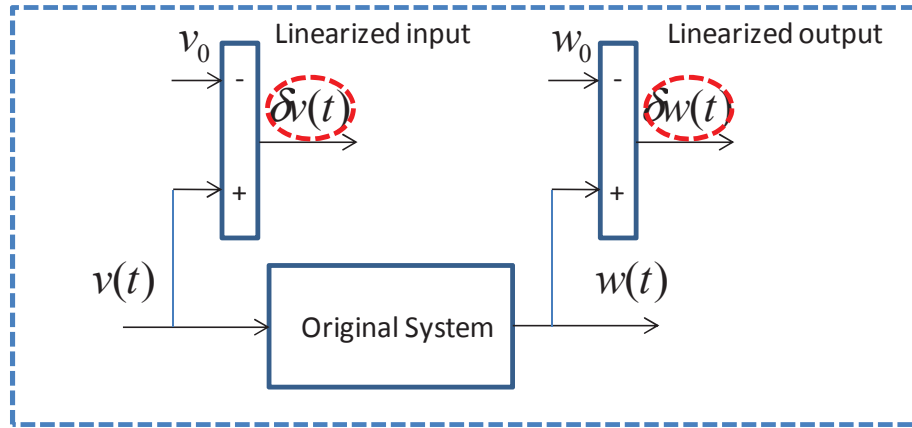 v₀ Linearized input w₀ Linearized output
- -
δv(t) δw(t)
+ +
v(t) w(t)
Original System